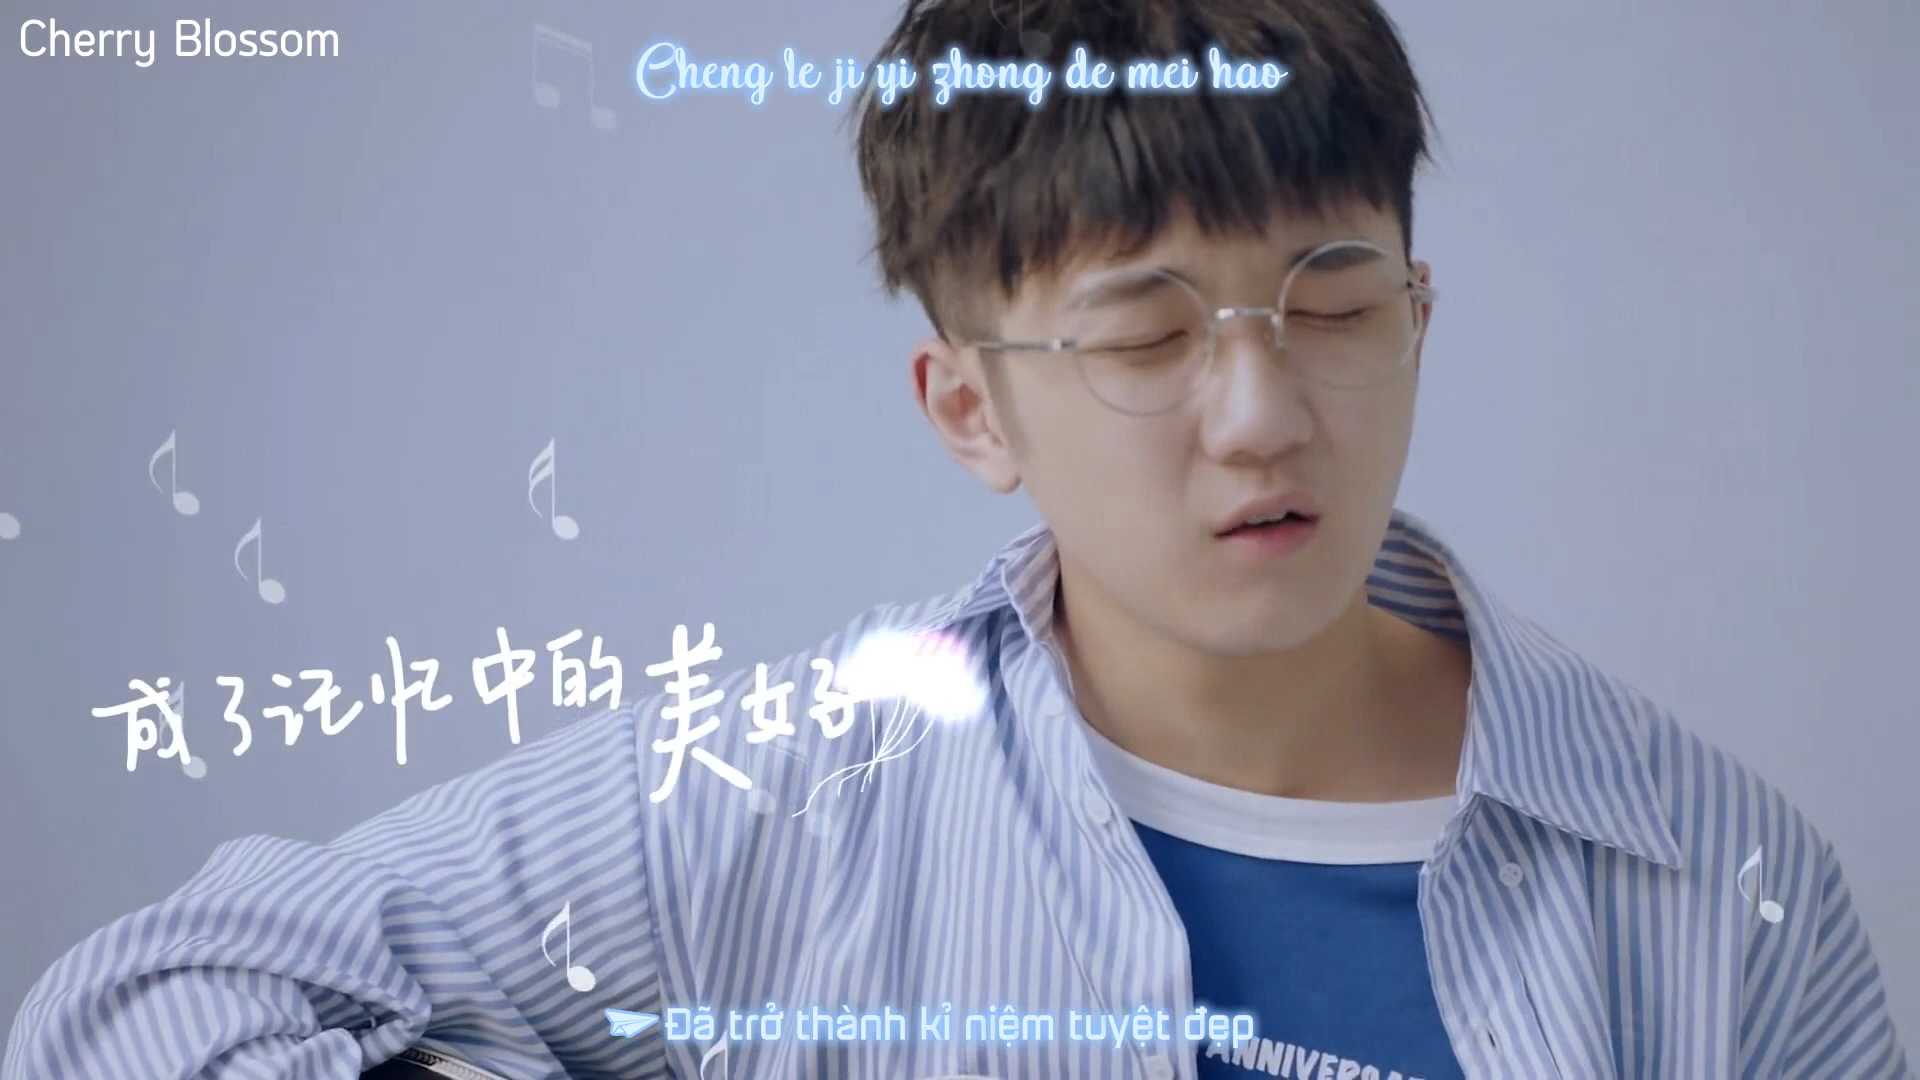 Cherry Blossom
Cheng le ji yi zhong de mei hao
成了记忆中的美好
Đã trở thành kỉ niệm tuyệt đẹp
ANNIVERSA